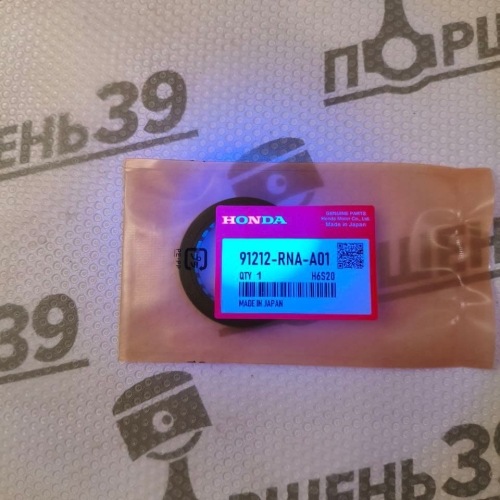 ПОРШЕНЬ39
HONDA
GENUINE PARTS
Honda Motor Co., Ltd.
Made in Japan
91212-RNA-A01
QTY 1 H6S20
MADE IN JAPAN
39
ПОРШЕНЬ39